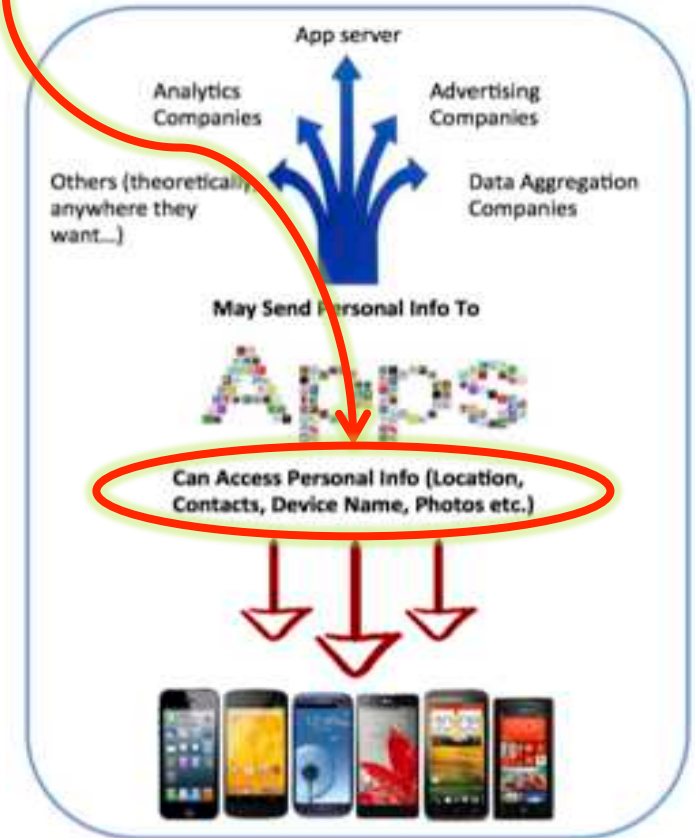 App server
Analytics
Companies
Advertising
Companies
Others (theoretically,
anywhere they
want...)
Data Aggregation
Companies
May Send Personal Info To
Apps
Can Access Personal Info (Location,
Contacts, Device Name, Photos etc.)